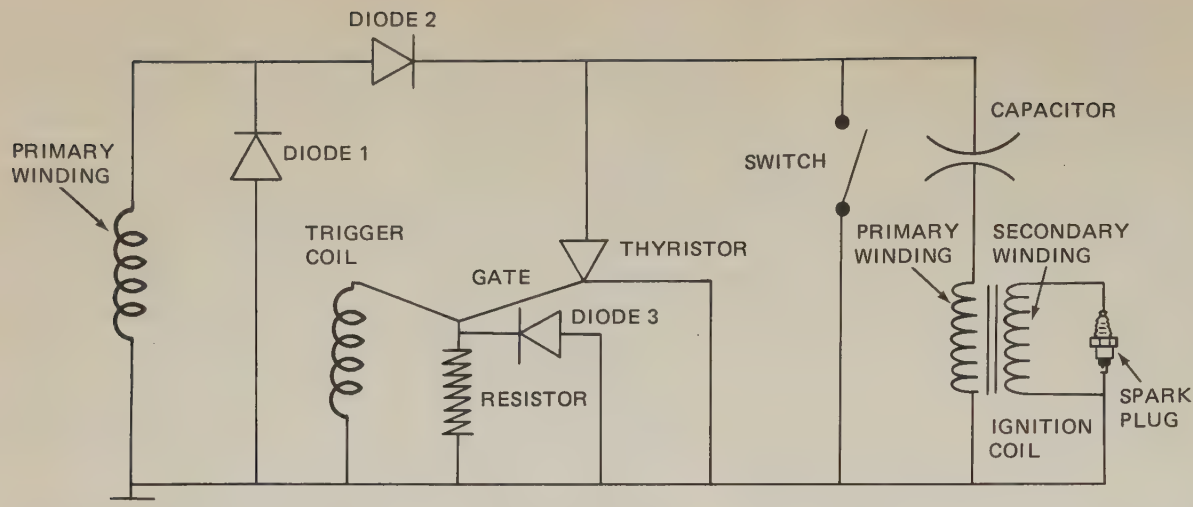 DIODE 2
PRIMARY
WINDING
DIODE 1
TRIGGER
COIL
GATE
THYRISTOR
DIODE 3
RESISTOR
SWITCH
CAPACITOR
PRIMARY
WINDING
SECONDARY
WINDING
SPARK
PLUG
IGNITION
COIL